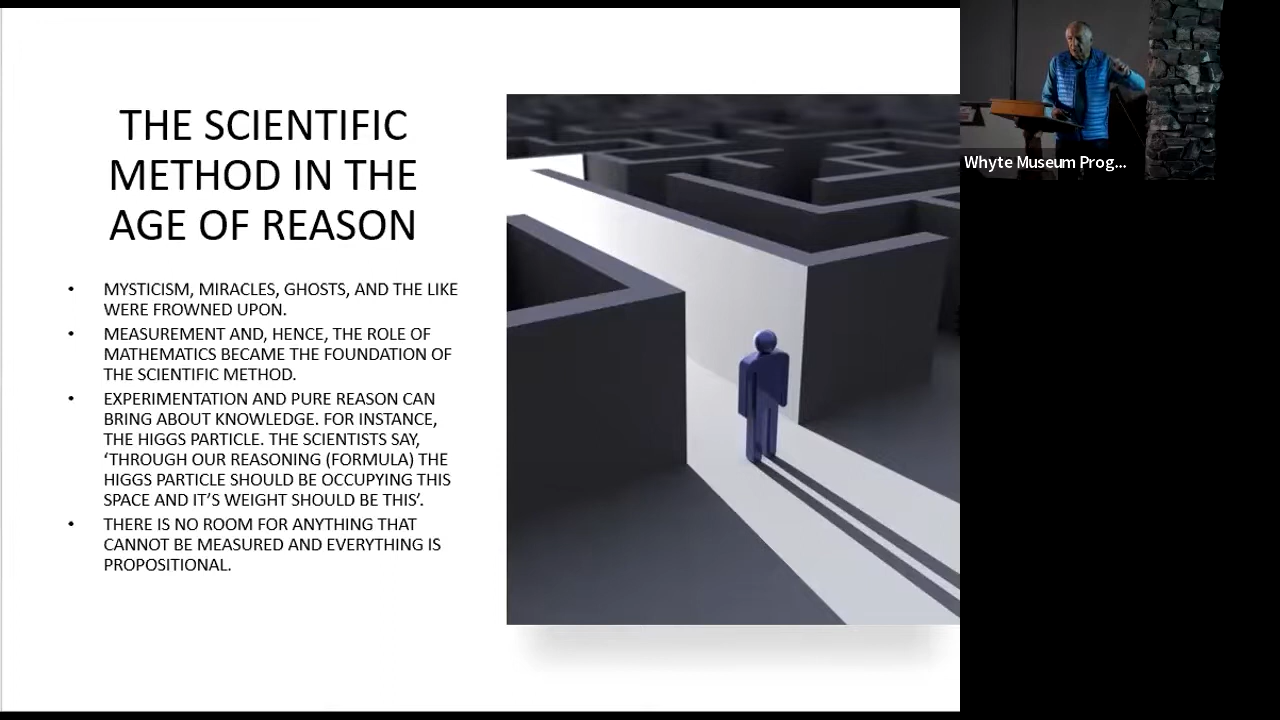 THE SCIENTIFIC
METHOD IN THE
AGE OF REASON
• MYSTICISM, MIRACLES, GHOSTS, AND THE LIKE
WERE FROWNED UPON.
• MEASUREMENT AND, HENCE, THE ROLE OF
MATHEMATICS BECAME THE FOUNDATION OF
THE SCIENTIFIC METHOD.
• EXPERIMENTATION AND PURE REASON CAN
BRING ABOUT KNOWLEDGE. FOR INSTANCE,
THE HIGGS PARTICLE. THE SCIENTISTS SAY,
‘THROUGH OUR REASONING (FORMULA) THE
HIGGS PARTICLE SHOULD BE OCCUPYING THIS
SPACE AND IT’S WEIGHT SHOULD BE THIS’.
• THERE IS NO ROOM FOR ANYTHING THAT
CANNOT BE MEASURED AND EVERYTHING IS
PROPOSITIONAL.
Whyte Museum Prog...